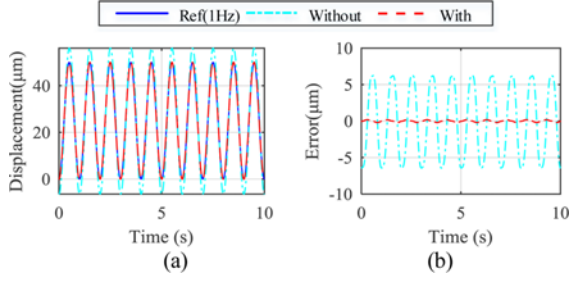 Ref(1Hz) Without With
Displacement(μm)
40
20
0
0 5 10
Time (s)
(a)
Error(μm)
10
5
0
-5
-10
0 5 10
Time (s)
(b)